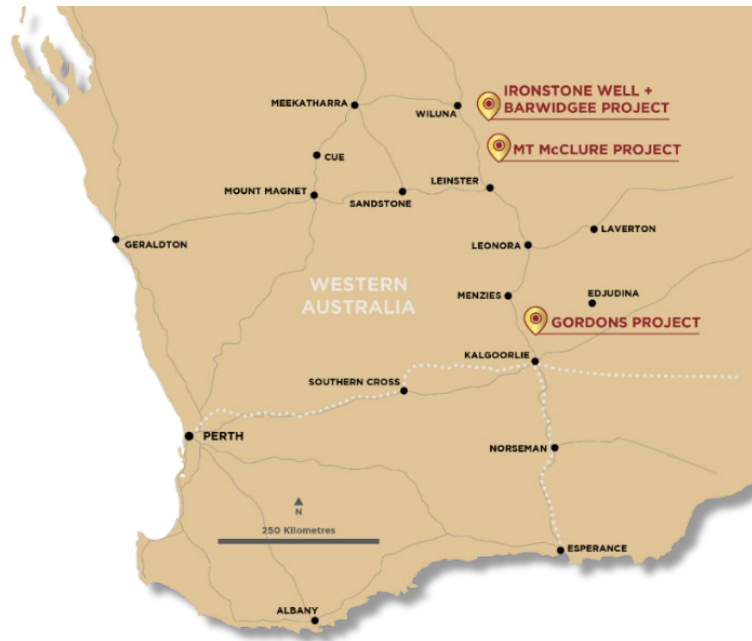 IRONSTONE WELL +
BARWIDGEE PROJECT
MEEKATHARRA
WILUNA
MT McCLURE PROJECT
CUE
LEINSTER
MOUNT MAGNET
SANDSTONE
LAVERTON
GERALDTON
LEONORA
WESTERN
AUSTRALIA
MENZIES
EDJUDINA
GORDONS PROJECT
KALGOORLIE
SOUTHERN CROSS
PERTH
NORSEMAN
N
250 Kilometres
ESPERANCE
ALBANY